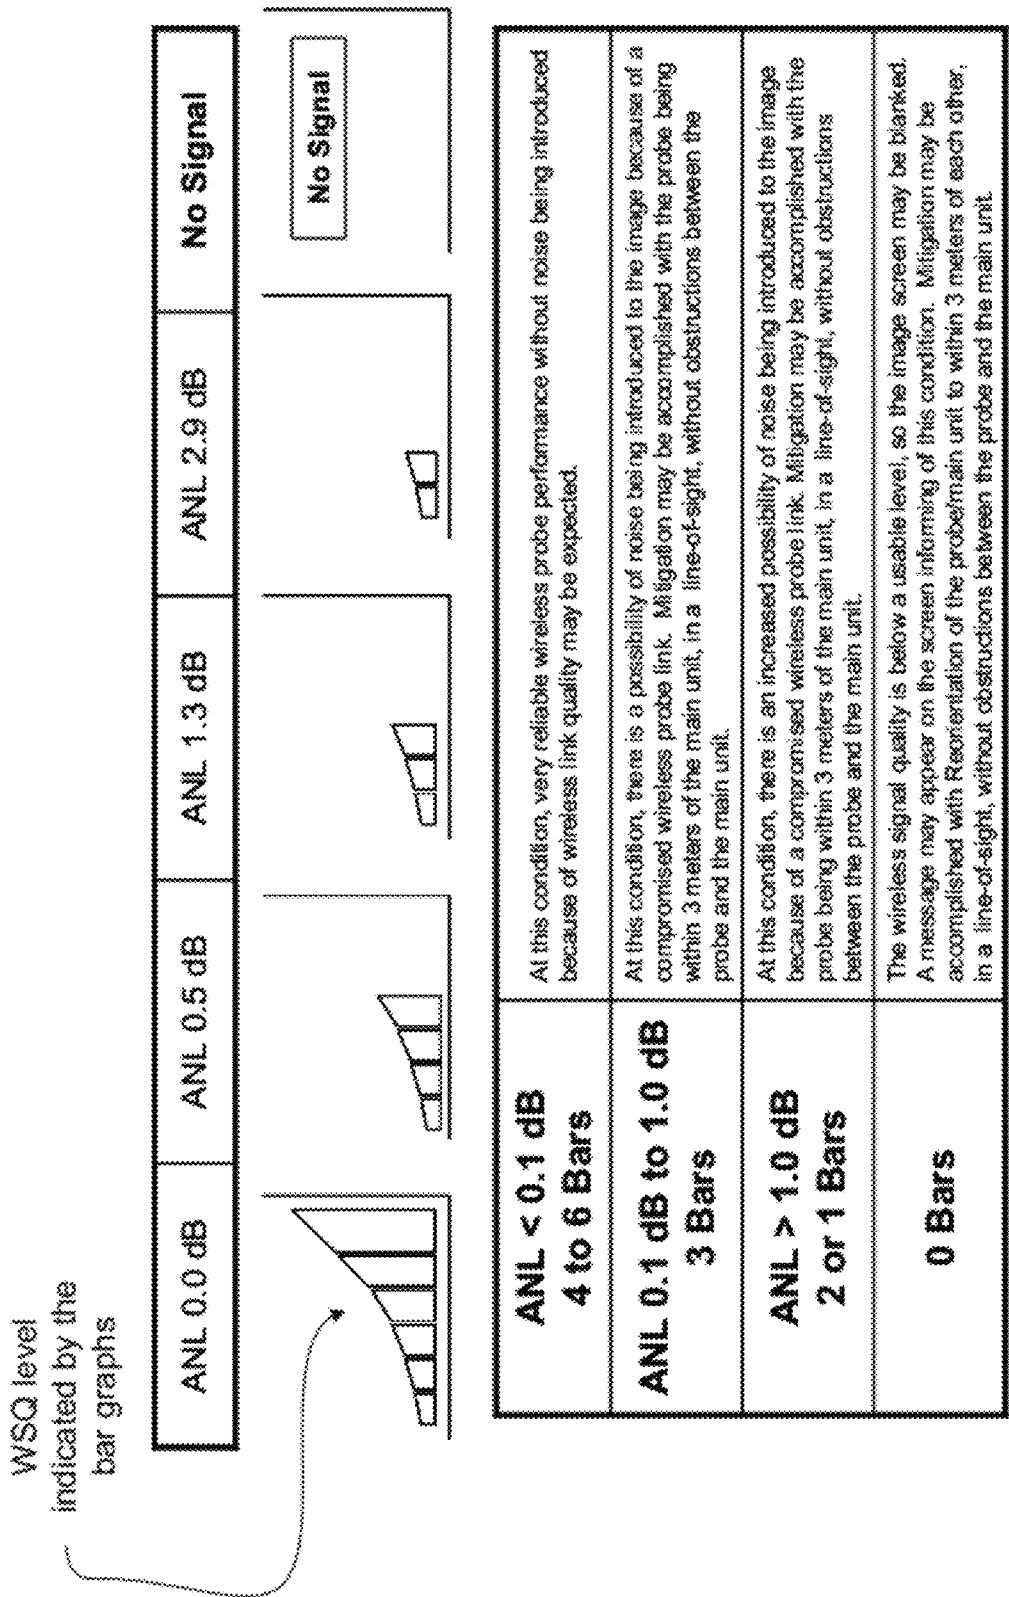 WSQ level
indicated by the
bar graphs
ANL 0.0 dB
ANL 0.5 dB
ANL 1.3 dB
ANL 2.9 dB
No Signal
No Signal
ANL < 0.1 dB
4 to 6 Bars
At this condition, very reliable wireless probe performance without noise being introduced
because of wireless link quality may be expected.
ANL 0.1 dB to 1.0 dB
3 Bars
At this condition, there is a possibility of noise being introduced to the image because of a
compromised wireless probe link. Mitigation may be accomplished with the probe being
within 3 meters of the main unit, in a line-of-sight, without obstructions between the
probe and the main unit.
ANL > 1.0 dB
2 or 1 Bars
At this condition, there is an increased possibility of noise being introduced to the image
because of a compromised wireless probe link. Mitigation may be accomplished with the
probe being within 3 meters of the main unit, in a line-of-sight, without obstructions
between the probe and the main unit.
0 Bars
The wireless signal quality is below a usable level, so the image screen may be blanked.
A message may appear on the screen informing of this condition. Mitigation may be
accomplished with Reorientation of the probe/main unit to within 3 meters of each other,
in a line-of-sight, without obstructions between the probe and the main unit.